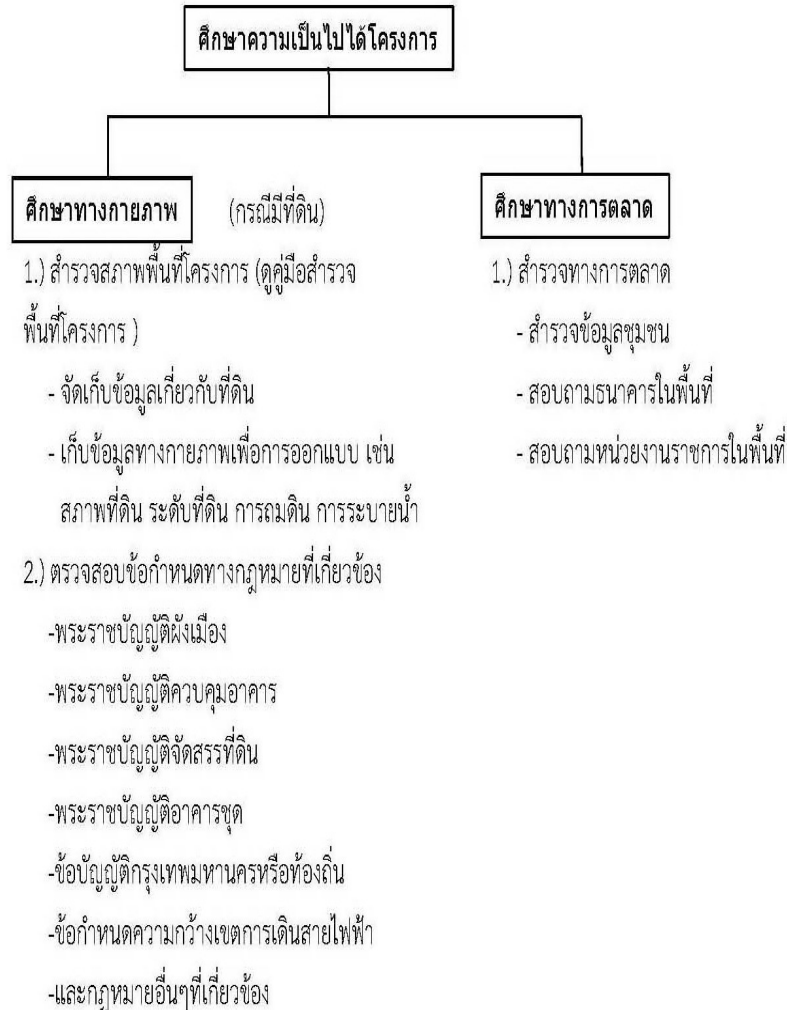 ศึกษาความเป็นไปได้โครงการ
ศึกษาทางกายภาพ
(กรณีมีที่ดิน)
1.) สำรวจสภาพพื้นที่โครงการ (ดูคู่มือสำรวจ
พื้นที่โครงการ )
- จัดเก็บข้อมูลเกี่ยวกับที่ดิน
- เก็บข้อมูลทางกายภาพเพื่อการออกแบบ เช่น
สภาพที่ดิน ระดับที่ดิน การถมดิน การระบายน้ำ
2.) ตรวจสอบข้อกำหนดทางกฎหมายที่เกี่ยวข้อง
-พระราชบัญญัติผังเมือง
-พระราชบัญญัติควบคุมอาคาร
-พระราชบัญญัติจัดสรรที่ดิน
-พระราชบัญญัติอาคารชุด
-ข้อบัญญัติกรุงเทพมหานครหรือท้องถิ่น
-ข้อกำหนดความกว้างเขตการเดินสายไฟฟ้า
-และกฎหมายอื่นๆที่เกี่ยวข้อง
ศึกษาทางการตลาด
1.) สำรวจทางการตลาด
- สำรวจข้อมูลชุมชน
- สอบถามธนาคารในพื้นที่
- สอบถามหน่วยงานราชการในพื้นที่